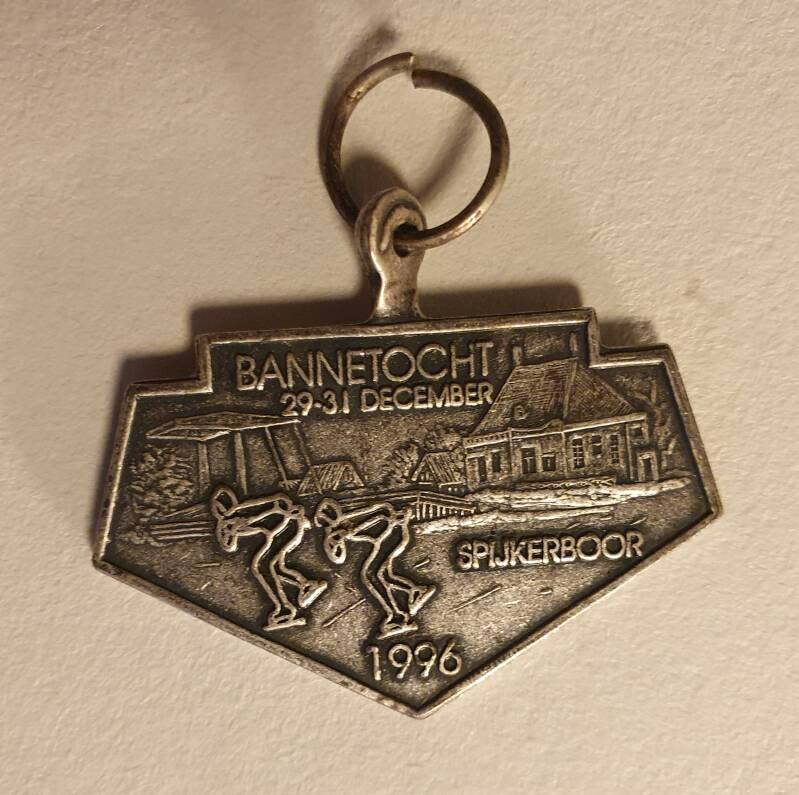 BANNETOCHT
29-31 DECEMBER
SPIJKERBOOR
1996